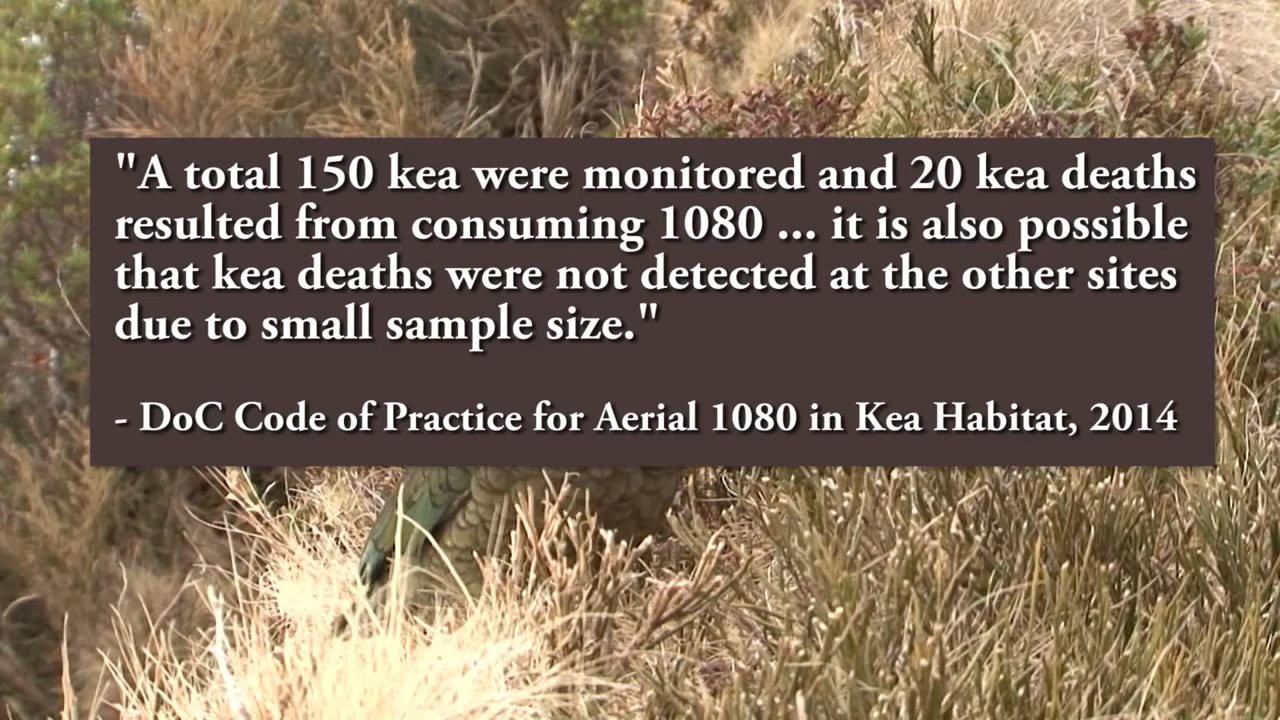 "A total 150 kea were monitored and 20 kea deaths
resulted from consuming 1080 ... it is also possible
that kea deaths were not detected at the other sites
due to small sample size."
- DoC Code of Practice for Aerial 1080 in Kea Habitat, 2014